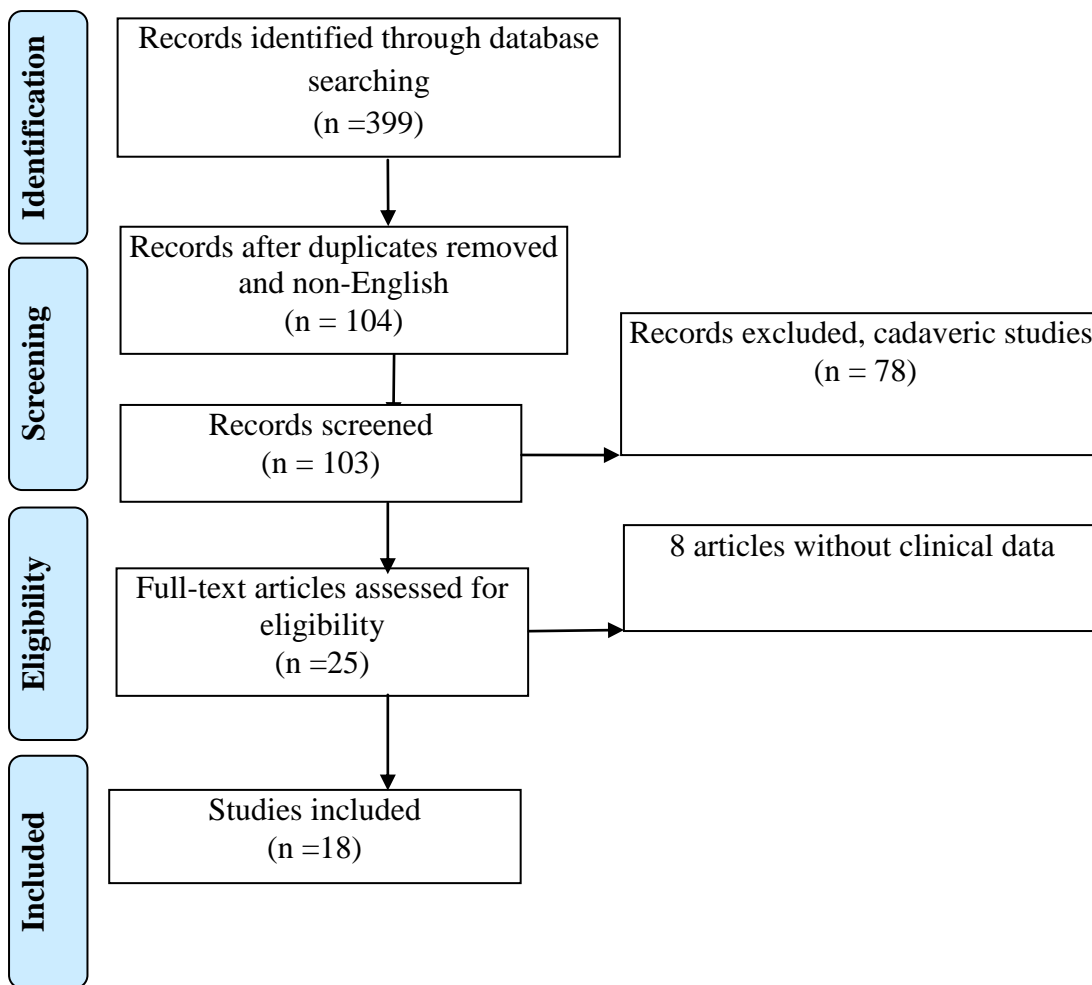 Identification
Records identified through database
searching
(n =399)
Records after duplicates removed
and non-English
(n = 104)
Screening
Records excluded, cadaveric studies
(n = 78)
Records screened
(n = 103)
Eligibility
8 articles without clinical data
Full-text articles assessed for
eligibility
(n =25)
Included
Studies included
(n =18)